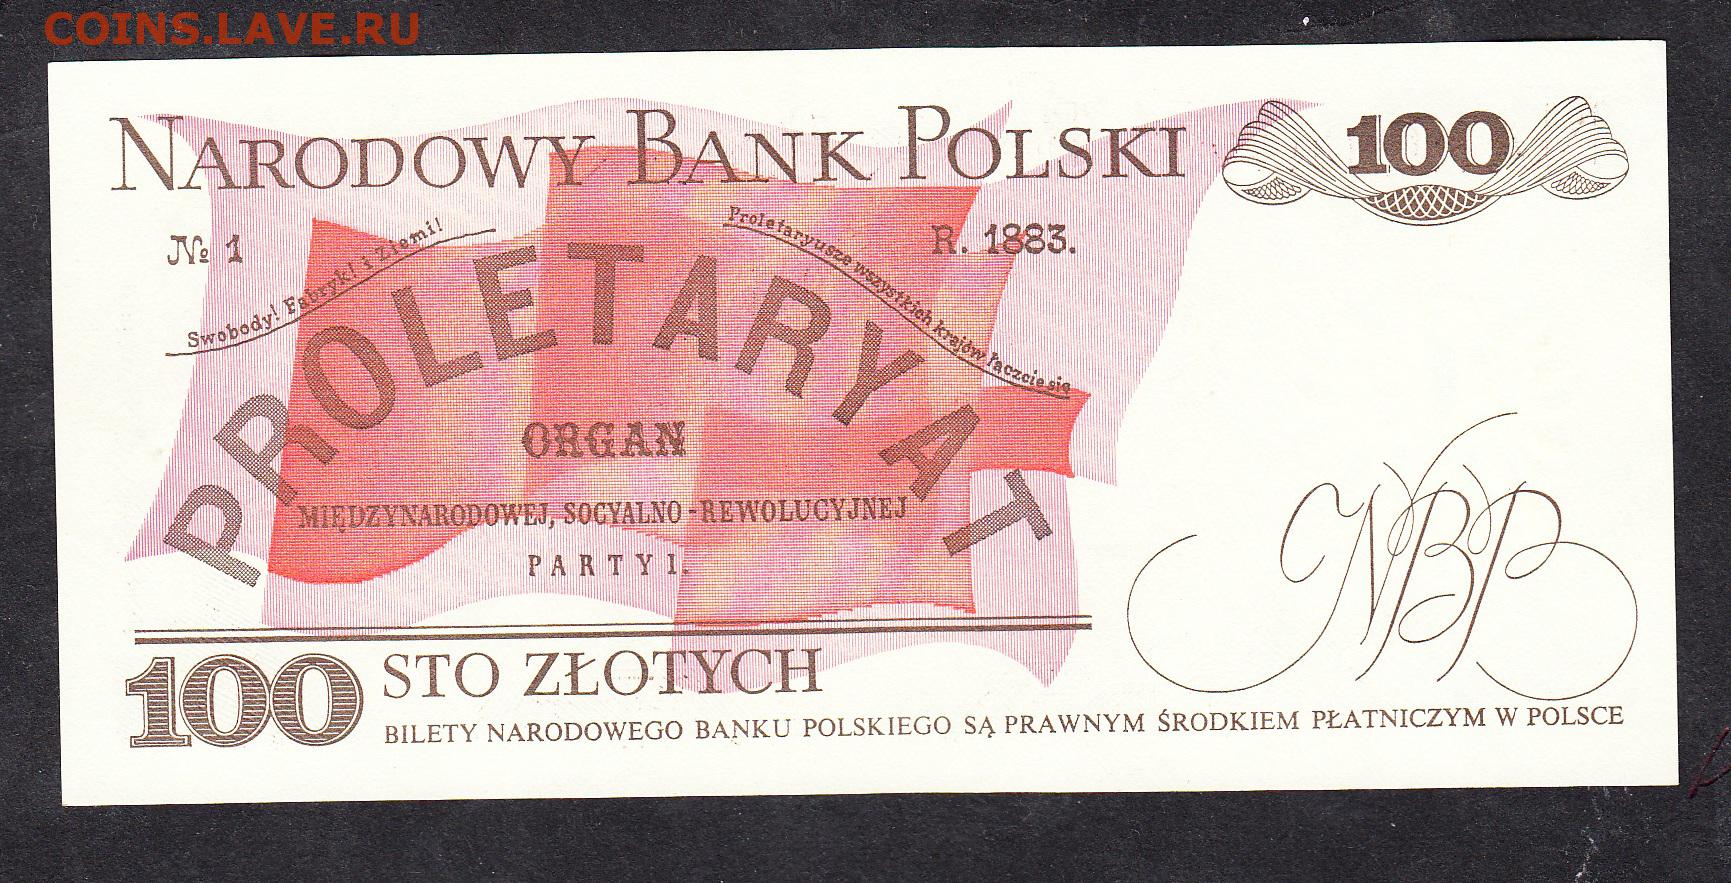 COINS.LAVE.RU
NARODOWY BANK POLSKI
100
№ 1
R. 1883.
Swobody! Fabryk! i Ziemi!
Proletaryusze wszystkich krajów łączcie się
PROLETARYAT
ORGAN
MIĘDZYNARODOWEJ, SOCYALNO-REWOLUCYJNEJ
PARTYI.
NBP
100 STO ZŁOTYCH
BILETY NARODOWEGO BANKU POLSKIEGO SĄ PRAWNYM ŚRODKIEM PŁATNICZYM W POLSCE